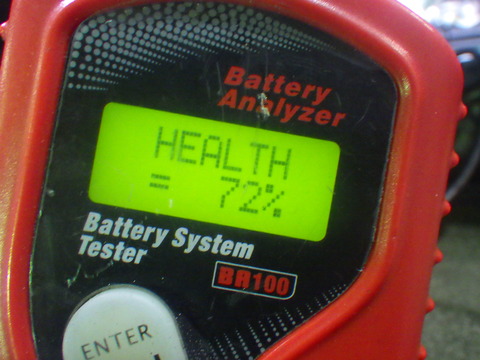 Battery
Analyzer
HEALTH
= 72%
Battery System
Tester
BR100
ENTER